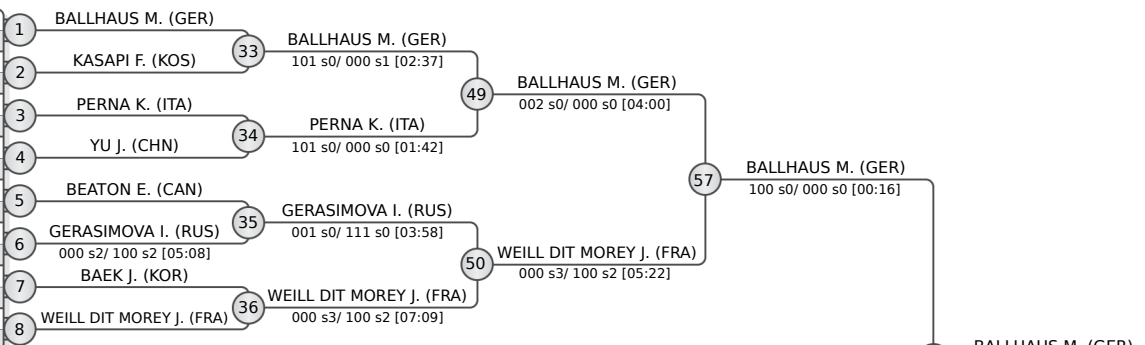 1
BALLHAUS M. (GER)
33
BALLHAUS M. (GER)
101 s0/ 000 s1 [02:37]
2
KASAPI F. (KOS)
49
BALLHAUS M. (GER)
002 s0/ 000 s0 [04:00]
3
PERNA K. (ITA)
34
PERNA K. (ITA)
101 s0/ 000 s0 [01:42]
4
YU J. (CHN)
57
BALLHAUS M. (GER)
100 s0/ 000 s0 [00:16]
5
BEATON E. (CAN)
35
GERASIMOVA I. (RUS)
001 s0/ 111 s0 [03:58]
6
GERASIMOVA I. (RUS)
000 s2/ 100 s2 [05:08]
50
WEILL DIT MOREY J. (FRA)
000 s3/ 100 s2 [05:22]
7
BAEK J. (KOR)
36
WEILL DIT MOREY J. (FRA)
000 s3/ 100 s2 [07:09]
8
WEILL DIT MOREY J. (FRA)
BALLHAUS M. (GER)